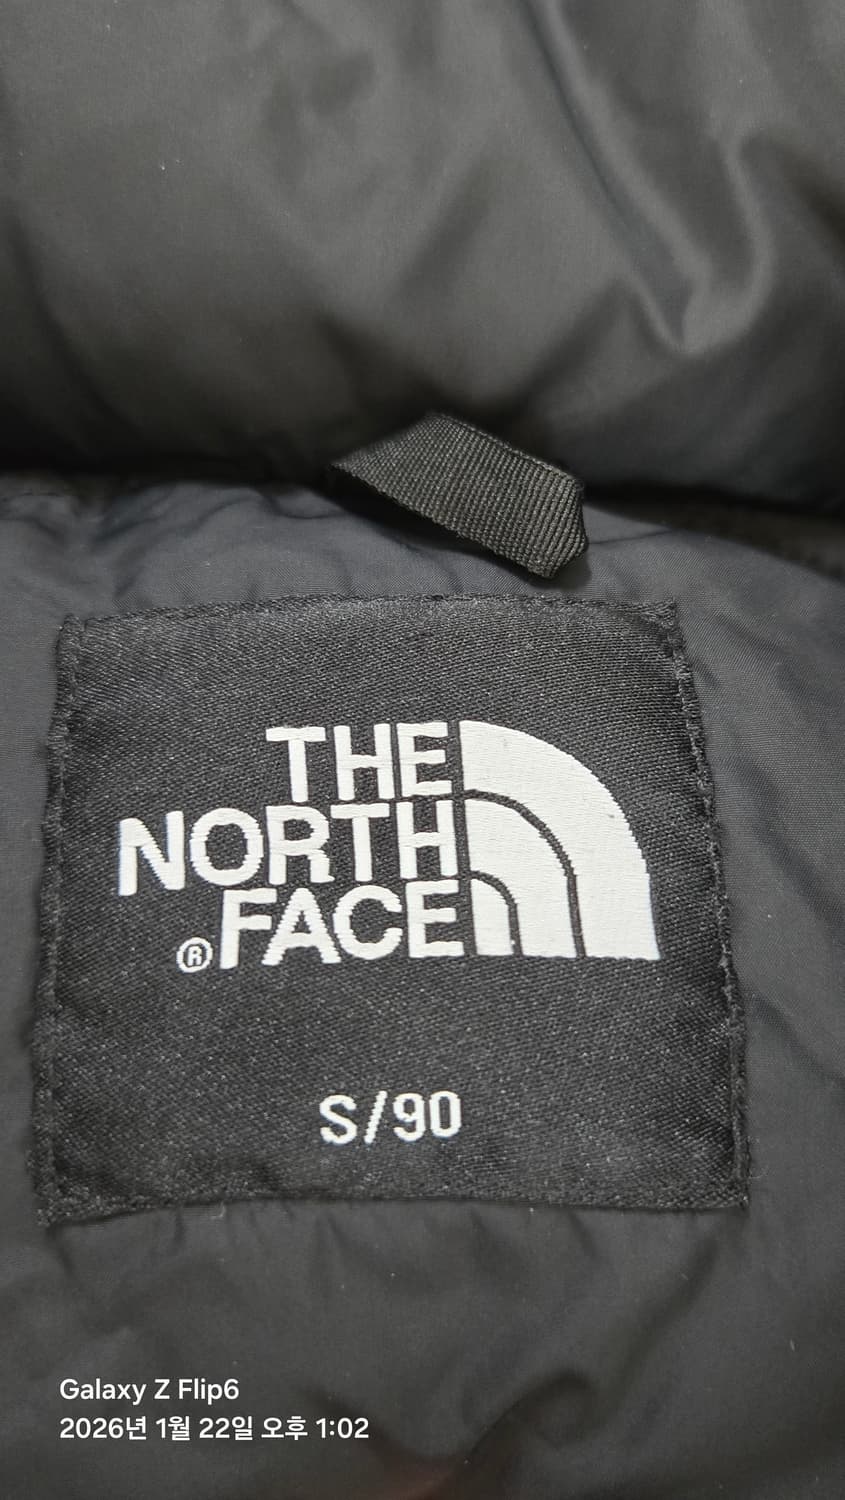 THE
NORTH
FACE
®
S/90
Galaxy Z Flip6
2026년 1월 22일 오후 1:02